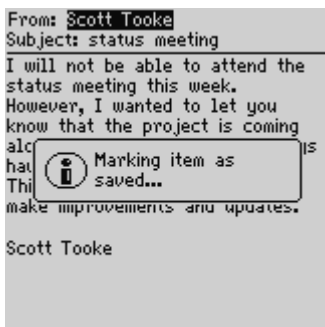 From: Scott Tooke
Subject: status meeting
I will not be able to attend the
status meeting this week.
However, I wanted to let you
know that the project is coming
Marking item as
saved...
make improvements and updates.
Scott Tooke